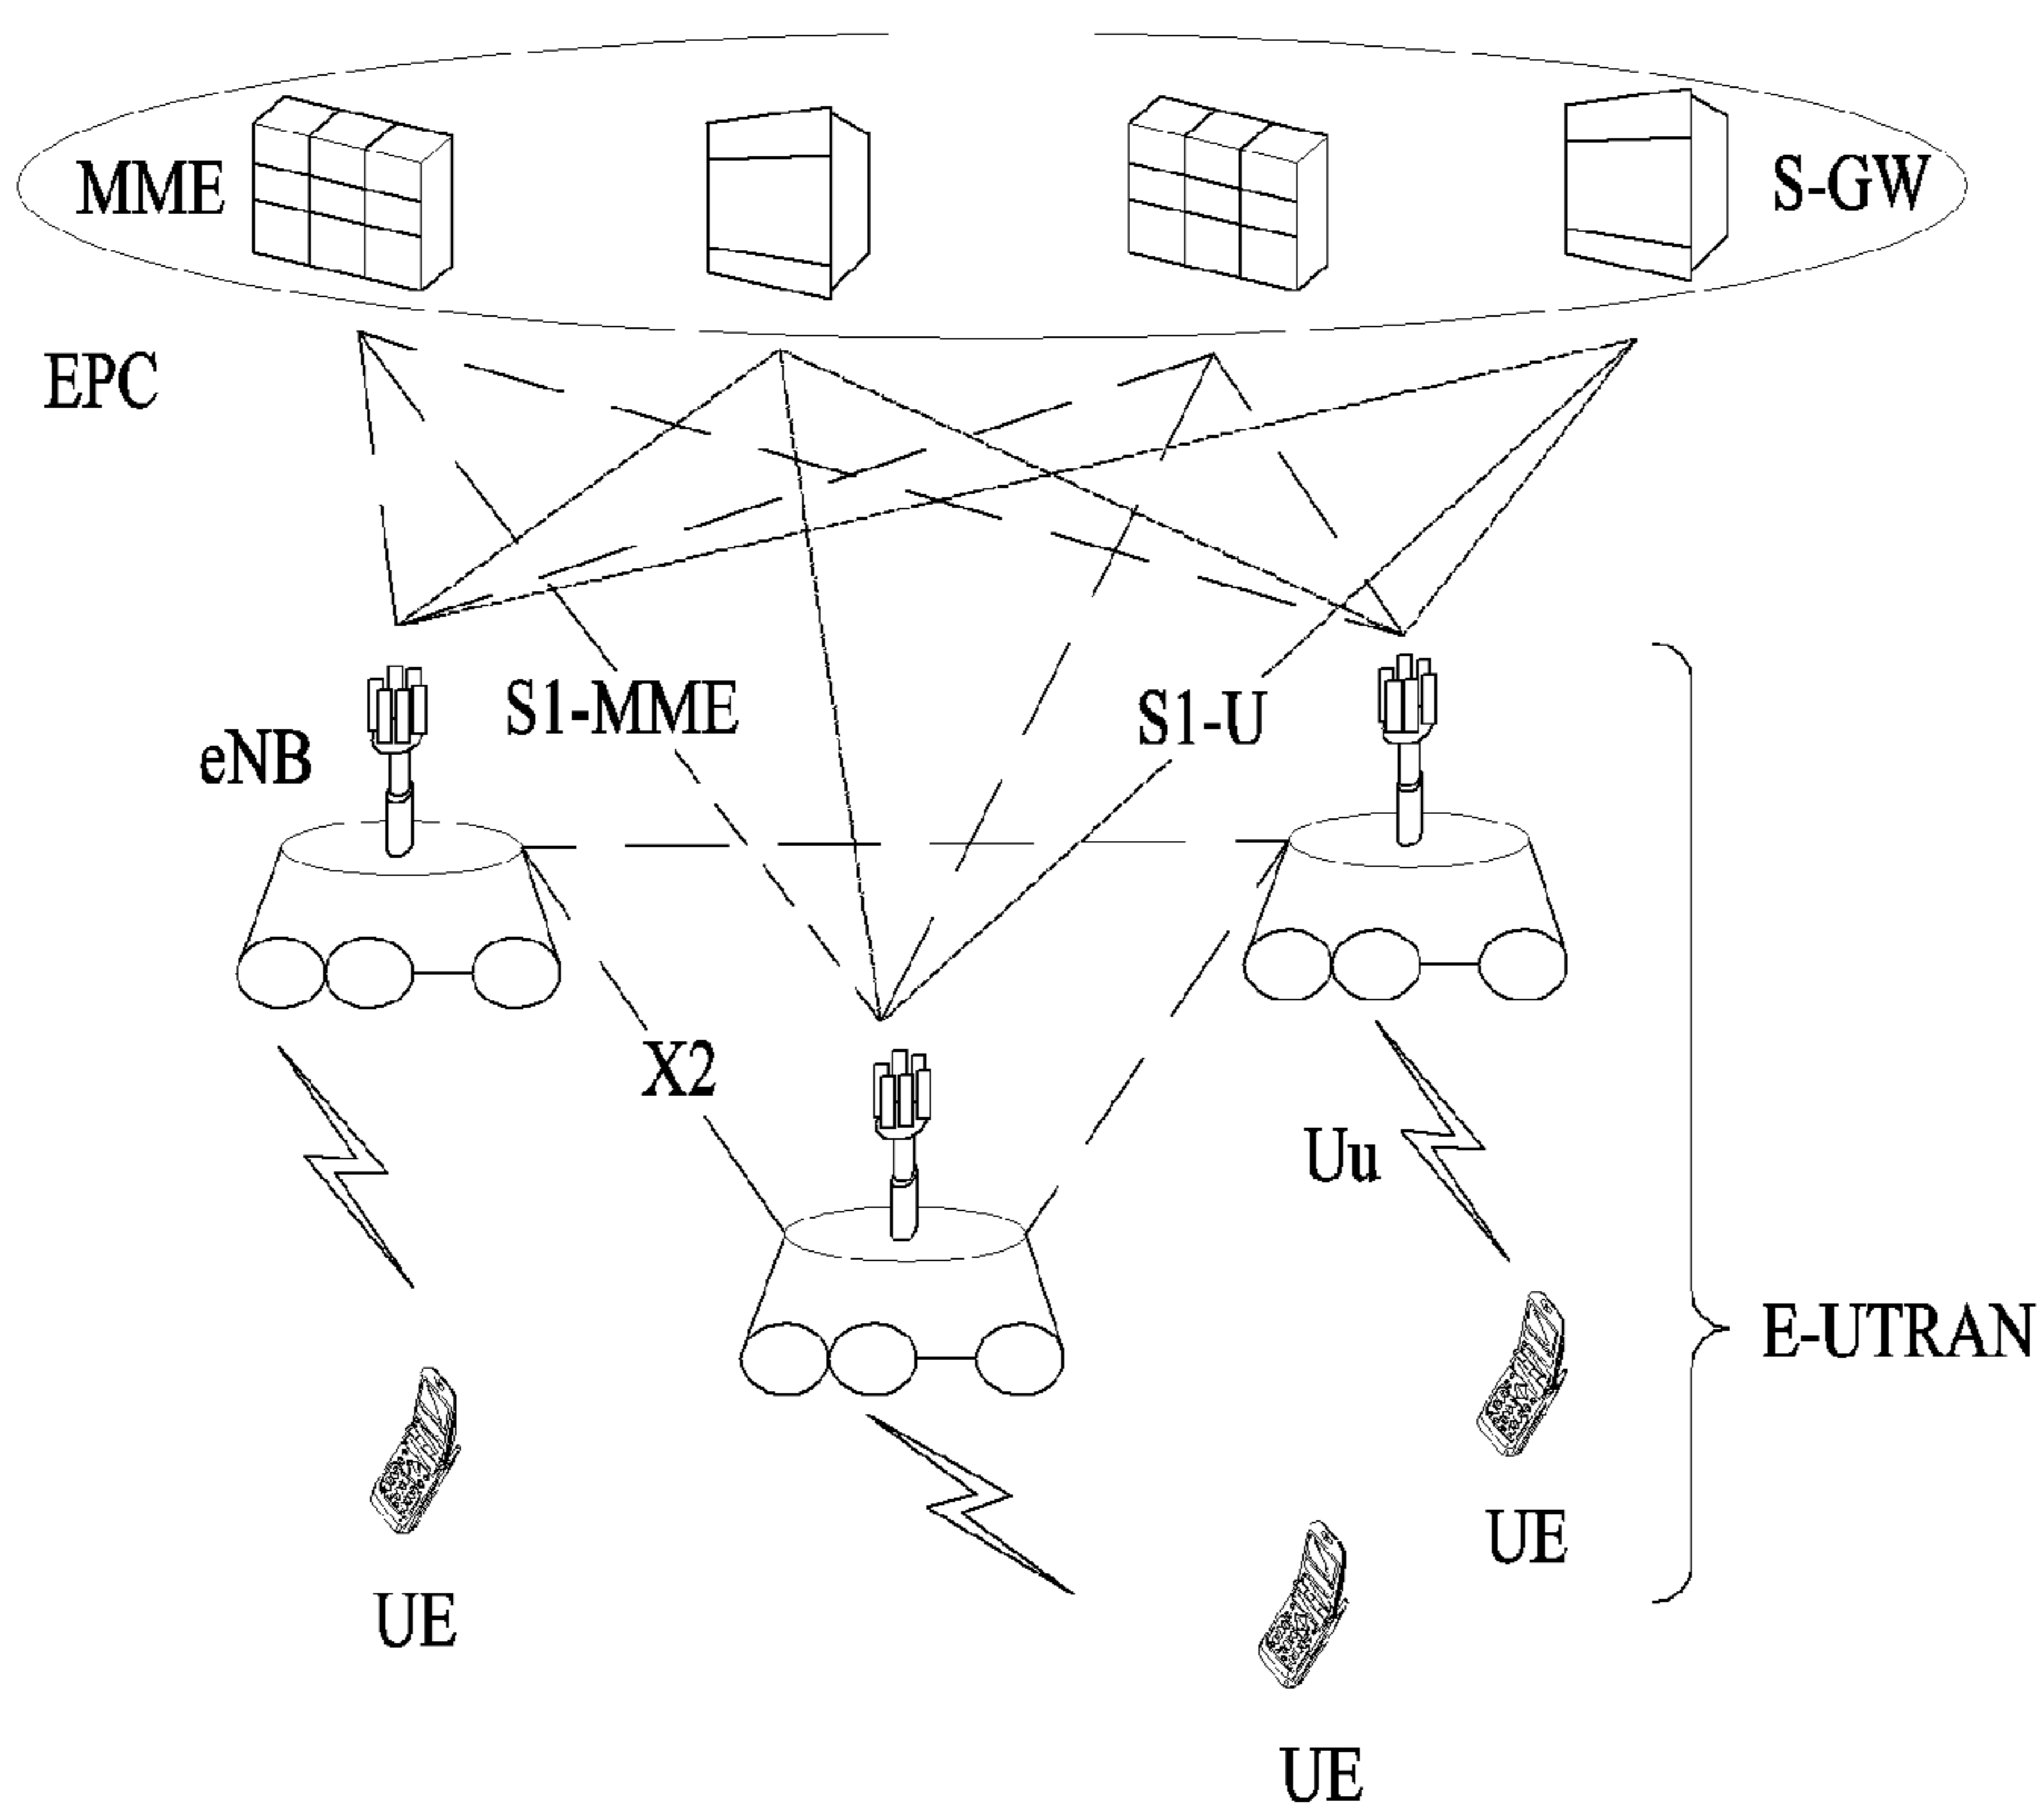 MME
S-GW
EPC
S1-MME
S1-U
eNB
X2
Uu
E-UTRAN
UE
UE
UE